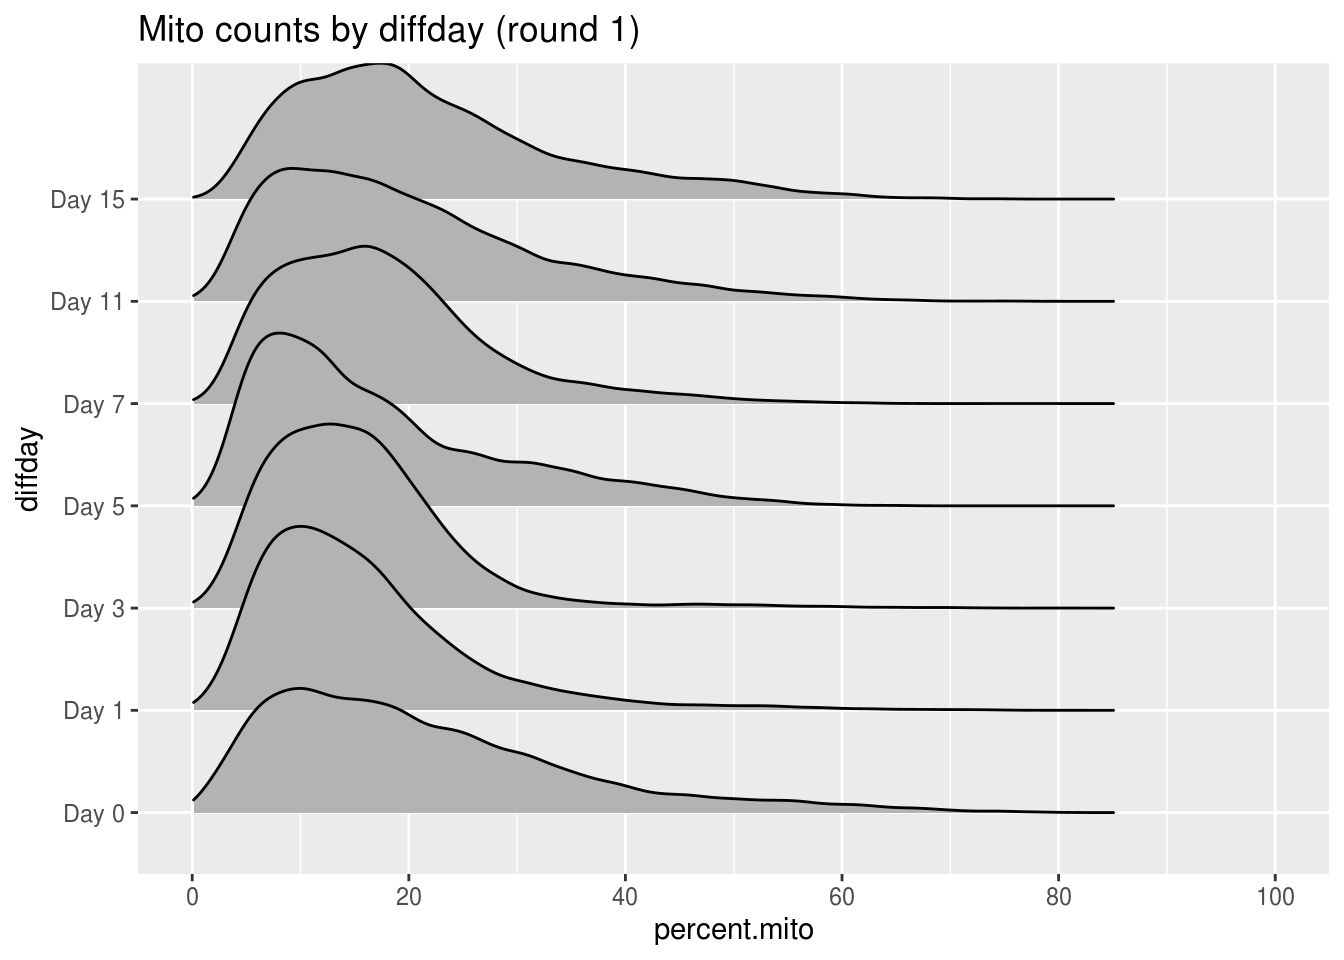 Mito counts by diffday (round 1)
Day 15
Day 11
Day 7
Day 5
Day 3
Day 1
Day 0
diffday
0 20 40 60 80 100
percent.mito